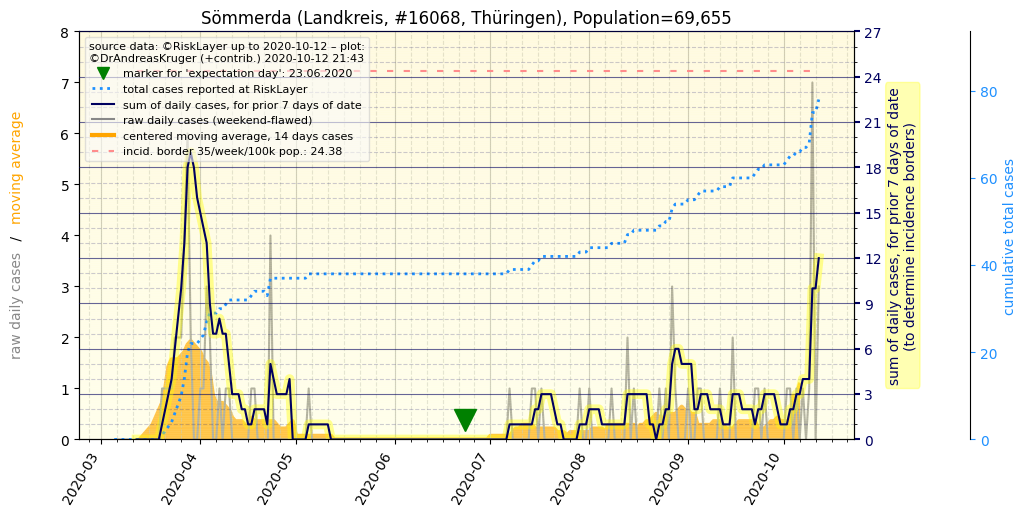 Sömmerda (Landkreis, #16068, Thüringen), Population=69,655
source data: ©RiskLayer up to 2020-10-12 – plot:
©DrAndreasKruger (+contrib.) 2020-10-12 21:43
marker for 'expectation day': 23.06.2020
total cases reported at RiskLayer
sum of daily cases, for prior 7 days of date
raw daily cases (weekend-flawed)
centered moving average, 14 days cases
incid. border 35/week/100k pop.: 24.38
raw daily cases / moving average
8
7
6
5
4
3
2
1
0
27
24
21
18
15
12
9
6
3
0
sum of daily cases, for prior 7 days of date
(to determine incidence borders)
80
60
40
20
0
cumulative total cases
2020-03
2020-04
2020-05
2020-06
2020-07
2020-08
2020-09
2020-10